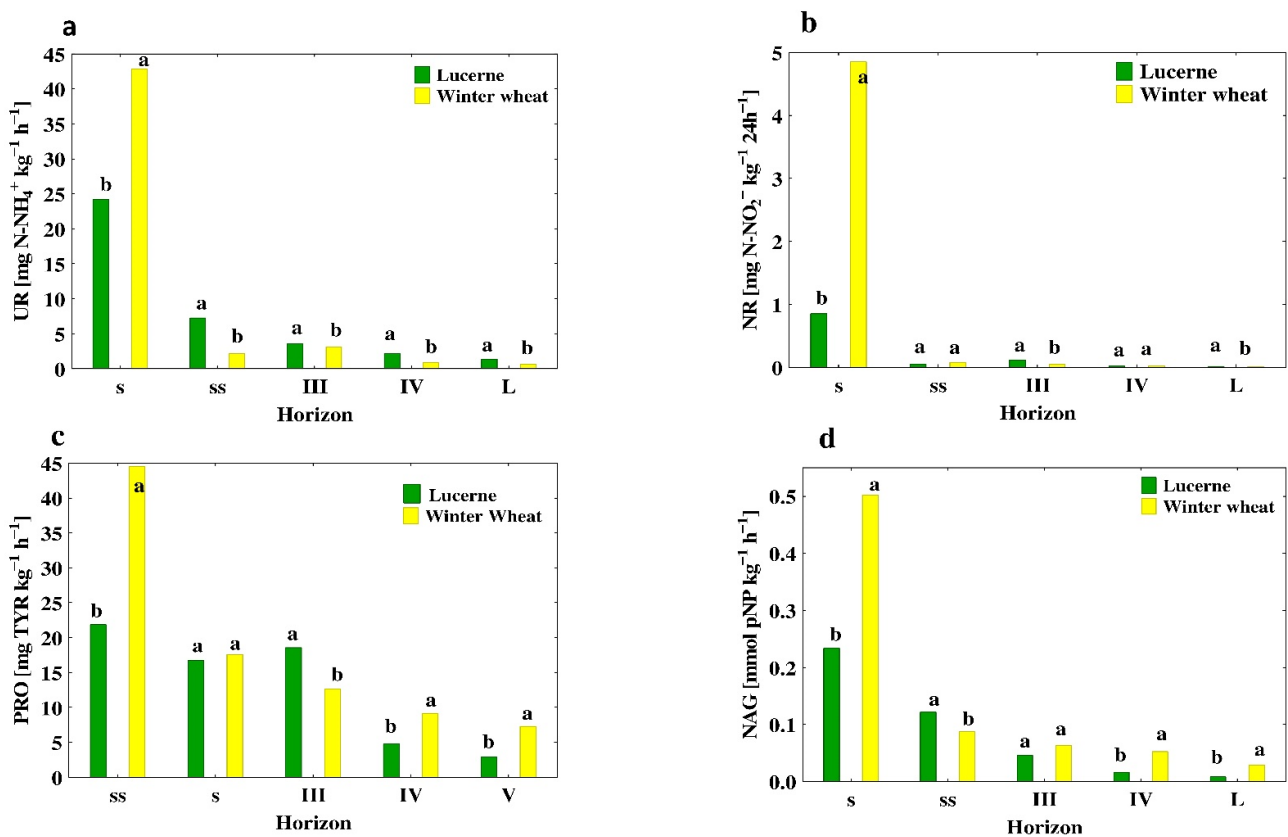 a
UR [mg N-NH₄⁺ kg⁻¹ h⁻¹]
45
40
35
30
25
20
15
10
5
0
Lucerne
Winter wheat
b a
a b
a b
a b
a b
s ss III IV L
Horizon
b
NR [mg N-NO₂⁻ kg⁻¹ 24h⁻¹]
5
4
3
2
1
0
Lucerne
Winter wheat
b a
a a
a b
a a
a b
s ss III IV L
Horizon
c
PRO [mg TYR kg⁻¹ h⁻¹]
45
40
35
30
25
20
15
10
5
0
Lucerne
Winter Wheat
b a
a a
a b
b a
b a
ss s III IV V
Horizon
d
NAG [mmol pNP kg⁻¹ h⁻¹]
0.5
0.4
0.3
0.2
0.1
0.0
Lucerne
Winter wheat
b a
a b
a a
b a
b a
s ss III IV L
Horizon